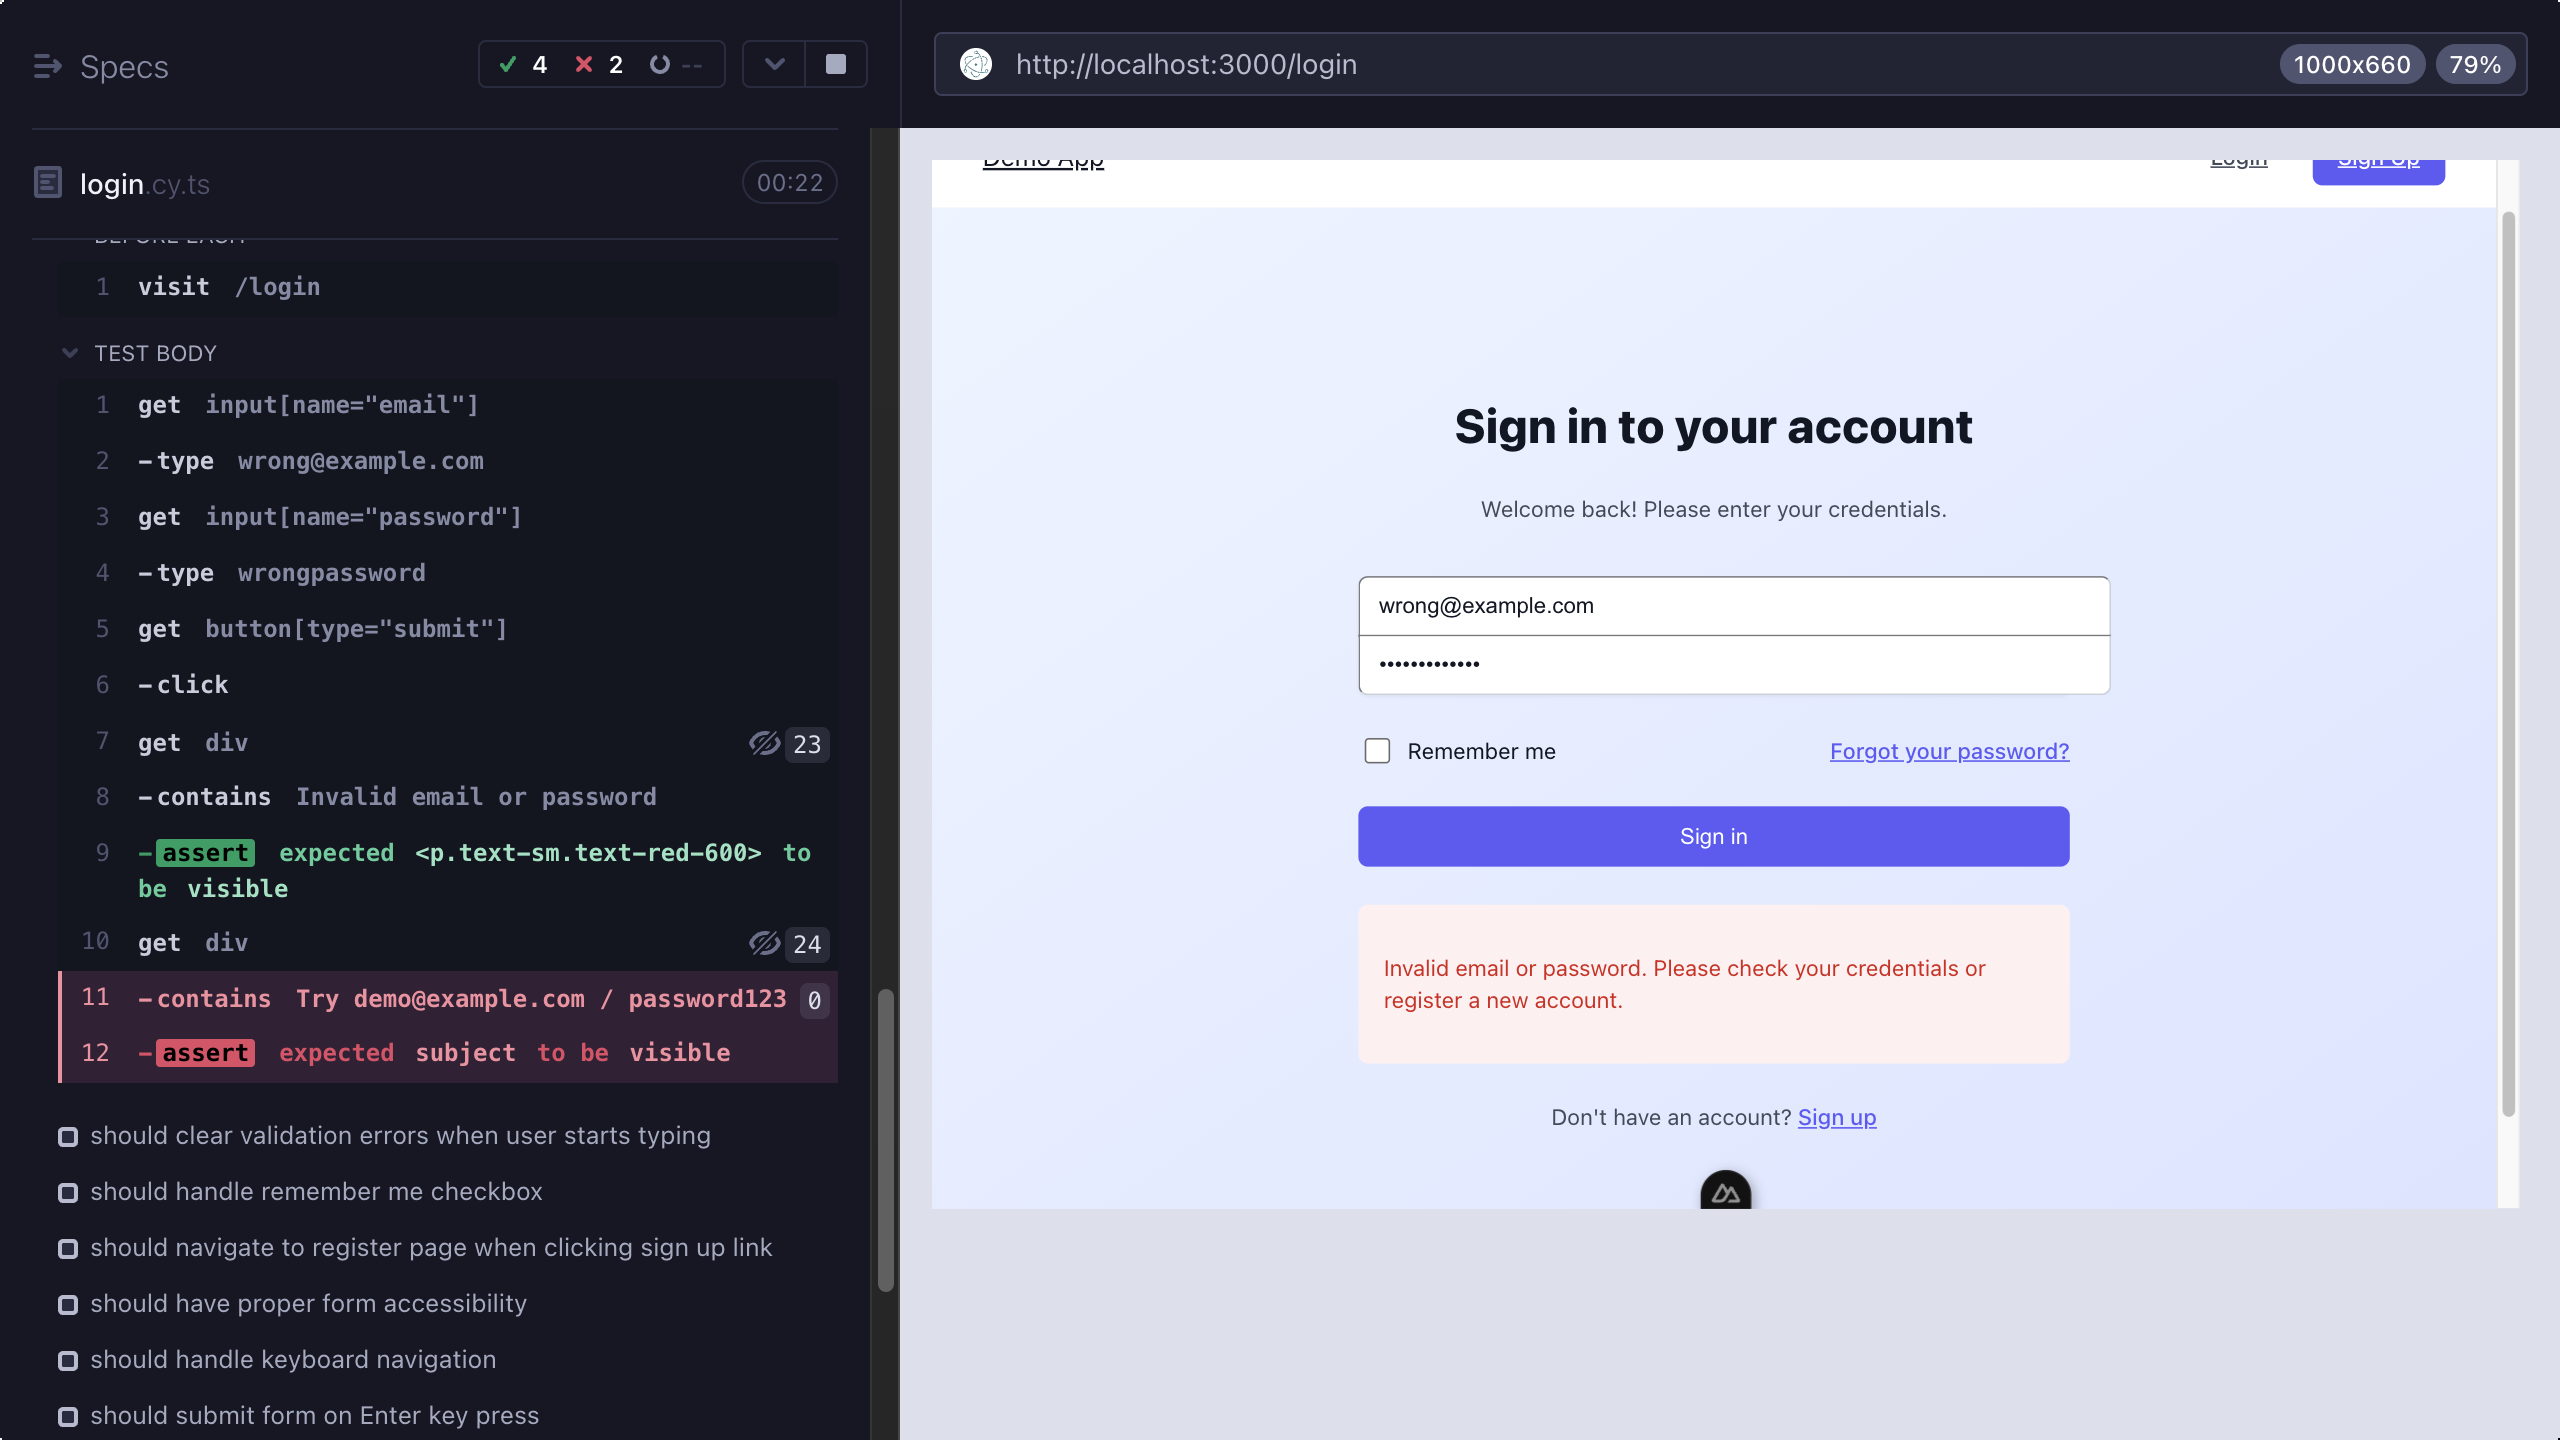 Specs
4 2 --
login.cy.ts
00:22
BEFORE EACH
1 visit /login
TEST BODY
1 get input[name="email"]
2 -type wrong@example.com
3 get input[name="password"]
4 -type wrongpassword
5 get button[type="submit"]
6 -click
7 get div 23
8 -contains Invalid email or password
9 -assert expected <p.text-sm.text-red-600> to
be visible
10 get div 24
11 -contains Try demo@example.com / password123 0
12 -assert expected subject to be visible
should clear validation errors when user starts typing
should handle remember me checkbox
should navigate to register page when clicking sign up link
should have proper form accessibility
should handle keyboard navigation
should submit form on Enter key press
http://localhost:3000/login
1000x660 79%
Demo App
Login Sign Up
Sign in to your account
Welcome back! Please enter your credentials.
wrong@example.com
•••••••••••••
Remember me Forgot your password?
Sign in
Invalid email or password. Please check your credentials or
register a new account.
Don't have an account? Sign up